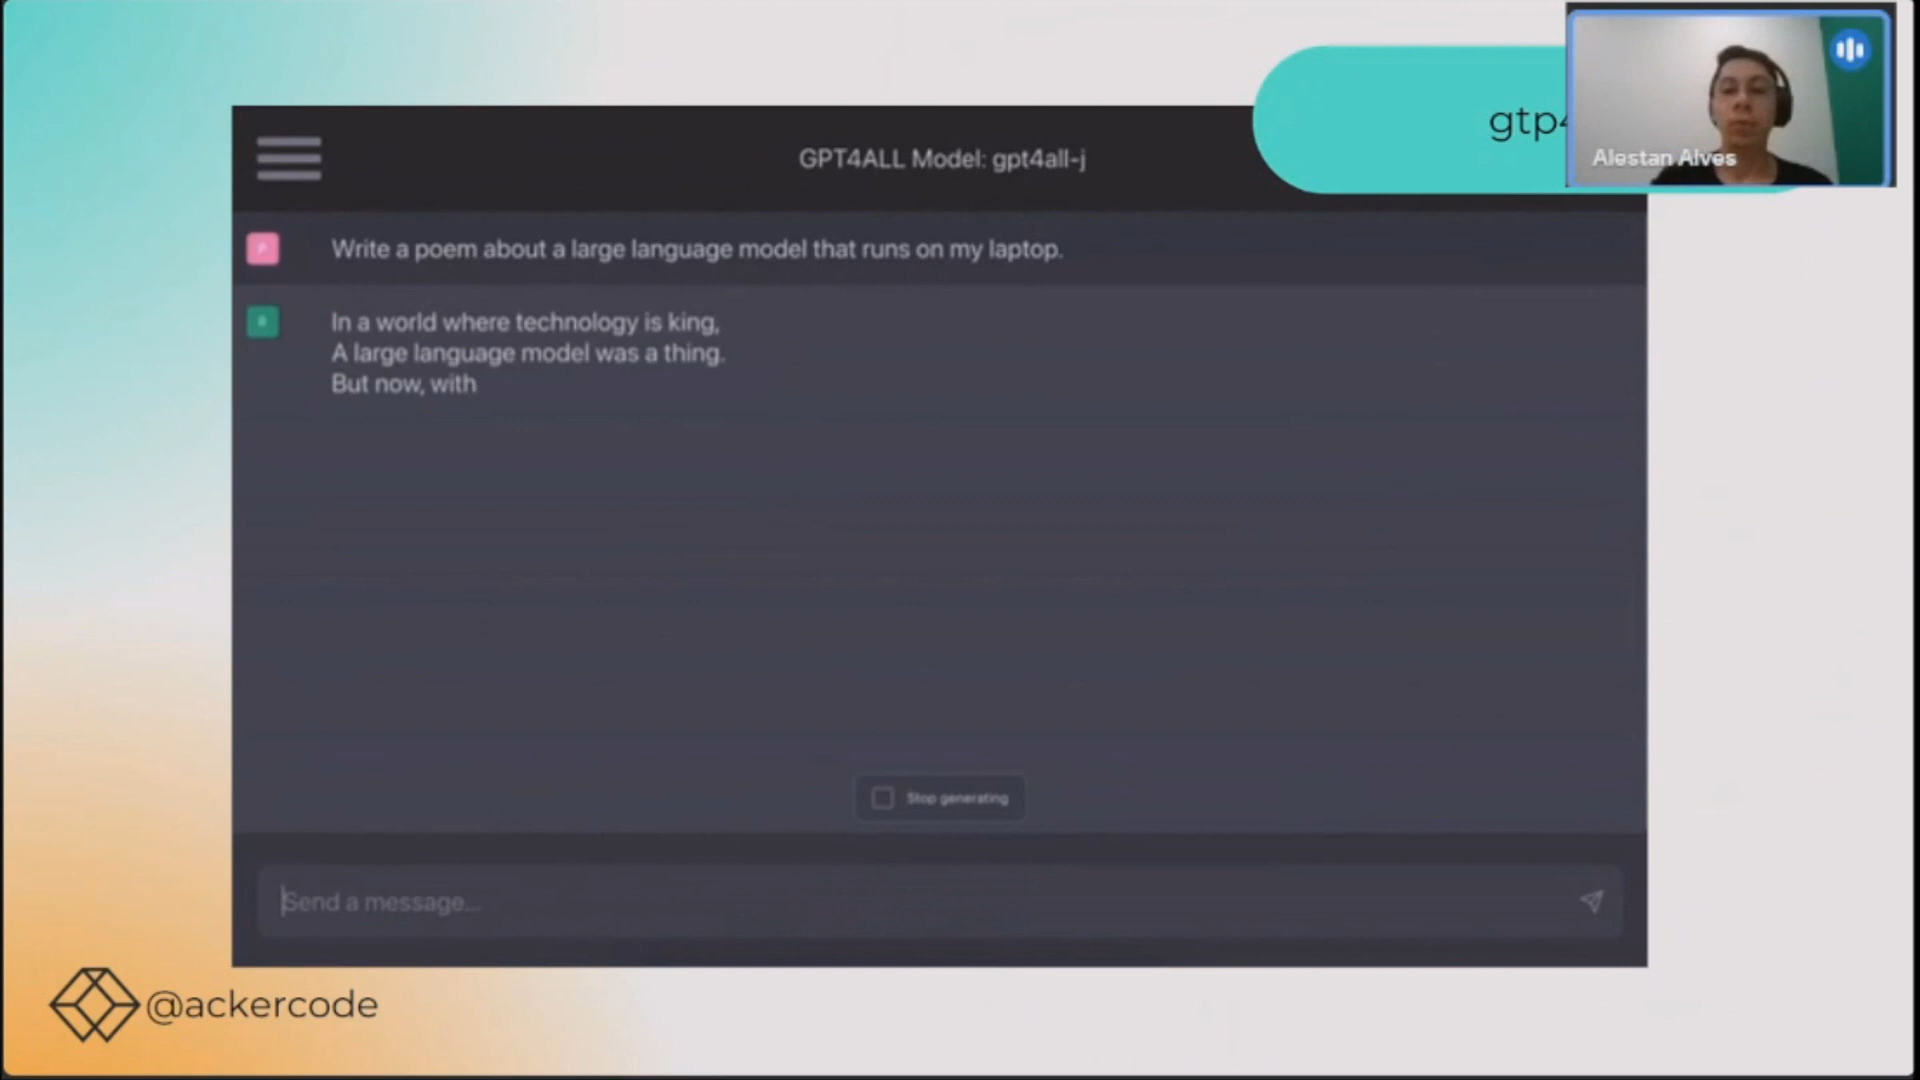 gtp4
Alestan Alves
GPT4ALL Model: gpt4all-j
Write a poem about a large language model that runs on my laptop.
In a world where technology is king,
A large language model was a thing.
But now, with
Stop generating
Send a message...
@ackercode